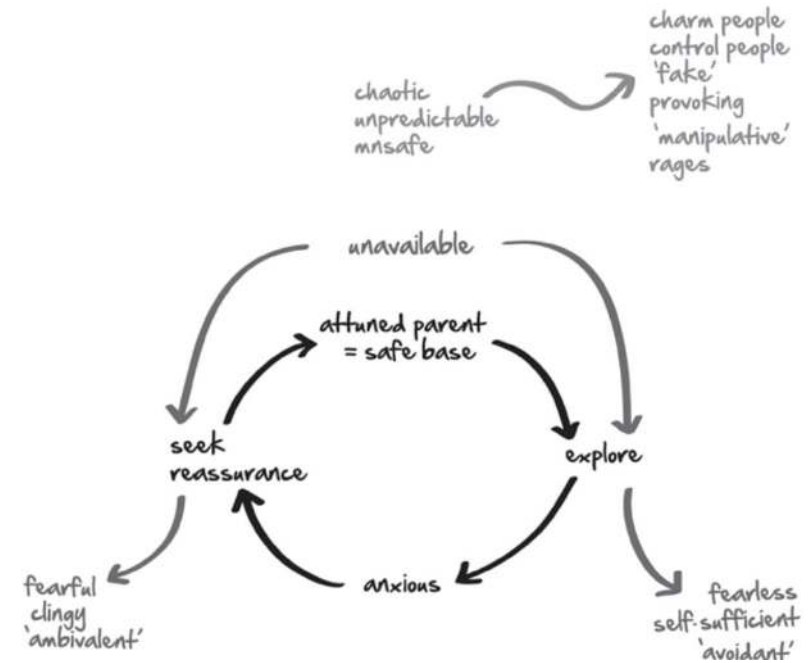 charm people
control people
'fake'
provoking
'manipulative'
rages
chaotic
unpredictable
mnsafe
unavailable
attuned parent
= safe base
seek
reassurance
explore
anxious
fearful
clingy
'ambivalent'
fearless
self-sufficient
'avoidant'